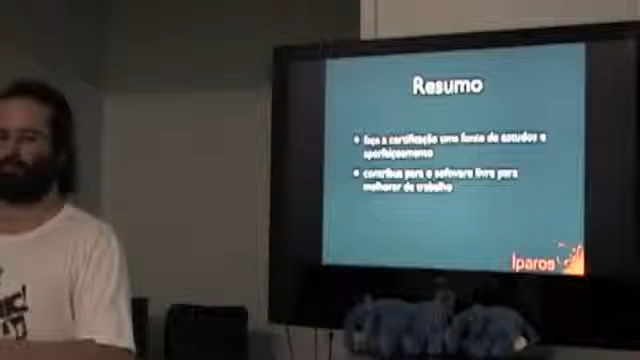 Resumo
• faça a certificação uma fonte de estudos e
aperfeiçoamento
• contribua para o software livre para
melhorar de trabalho
Iparos